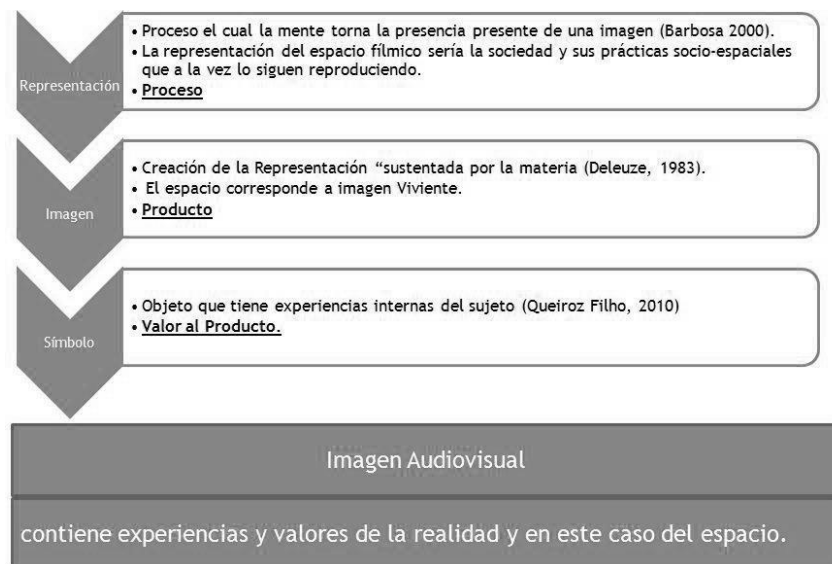 Representación
• Proceso el cual la mente torna la presencia presente de una imagen (Barbosa 2000).
• La representación del espacio fílmico sería la sociedad y sus prácticas socio-espaciales
que a la vez lo siguen reproduciendo.
• Proceso
Imagen
• Creación de la Representación “sustentada por la materia (Deleuze, 1983).
• El espacio corresponde a imagen Viviente.
• Producto
Símbolo
• Objeto que tiene experiencias internas del sujeto (Queiroz Filho, 2010)
• Valor al Producto.
Imagen Audiovisual
contiene experiencias y valores de la realidad y en este caso del espacio.